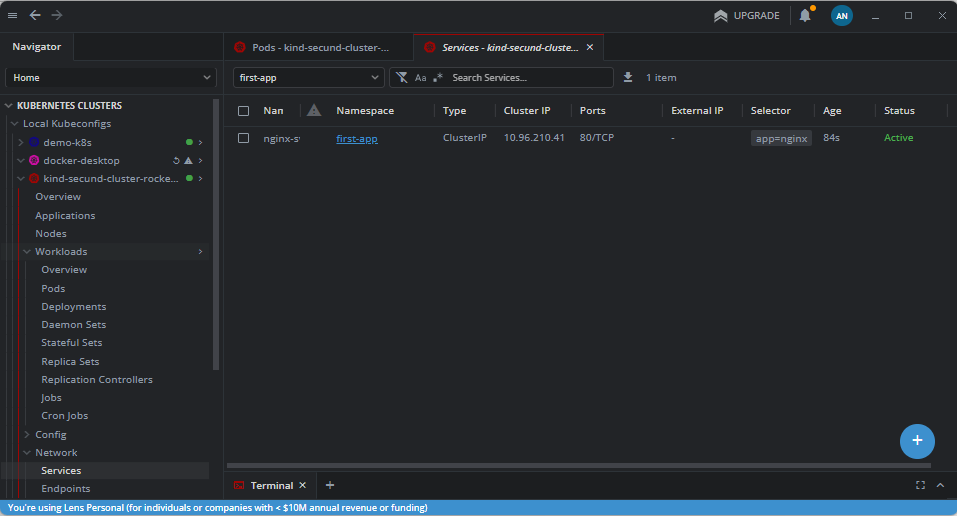 UPGRADE
AN
Navigator
Pods - kind-secund-cluster-...
Services - kind-secund-cluste...
Home
first-app
Aa
.*
Search Services...
1 item
KUBERNETES CLUSTERS
Local Kubeconfigs
demo-k8s
docker-desktop
kind-secund-cluster-rocke...
Overview
Applications
Nodes
Workloads
Overview
Pods
Deployments
Daemon Sets
Stateful Sets
Replica Sets
Replication Controllers
Jobs
Cron Jobs
Config
Network
Services
Endpoints
Nan Namespace Type Cluster IP Ports External IP Selector Age Status
nginx-s first-app ClusterIP 10.96.210.41 80/TCP - app=nginx 84s Active
+
Terminal
+
You're using Lens Personal (for individuals or companies with < $10M annual revenue or funding)